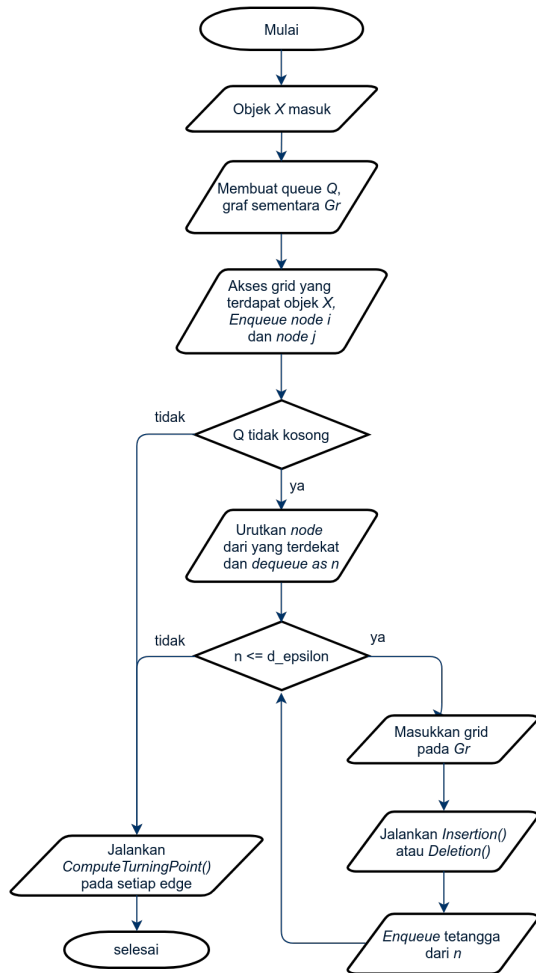 Mulai
Objek X masuk
Membuat queue Q,
graf sementara Gr
Akses grid yang
terdapat objek X,
Enqueue node i
dan node j
tidak
Q tidak kosong
ya
Urutkan node
dari yang terdekat
dan dequeue as n
tidak
n <= d_epsilon
ya
Masukkan grid
pada Gr
Jalankan Insertion()
atau Deletion()
Enqueue tetangga
dari n
Jalankan
ComputeTurningPoint()
pada setiap edge
selesai